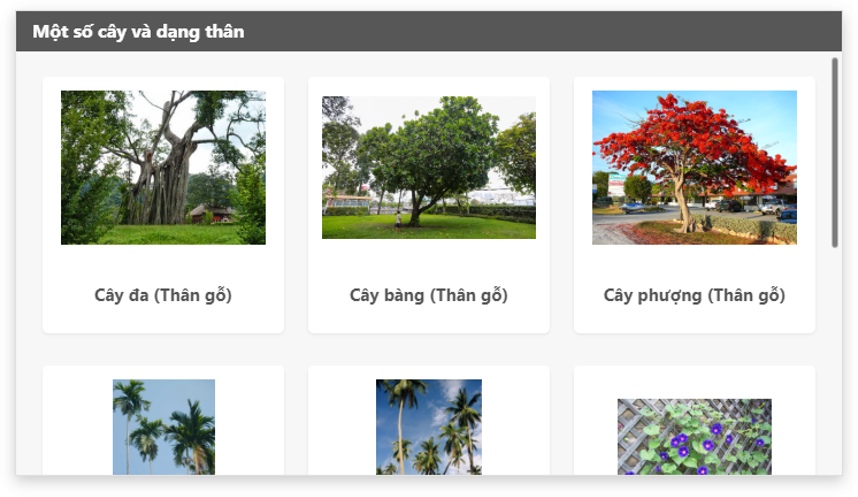 Một số cây và dạng thân
Cây đa (Thân gỗ)
Cây bàng (Thân gỗ)
Cây phượng (Thân gỗ)